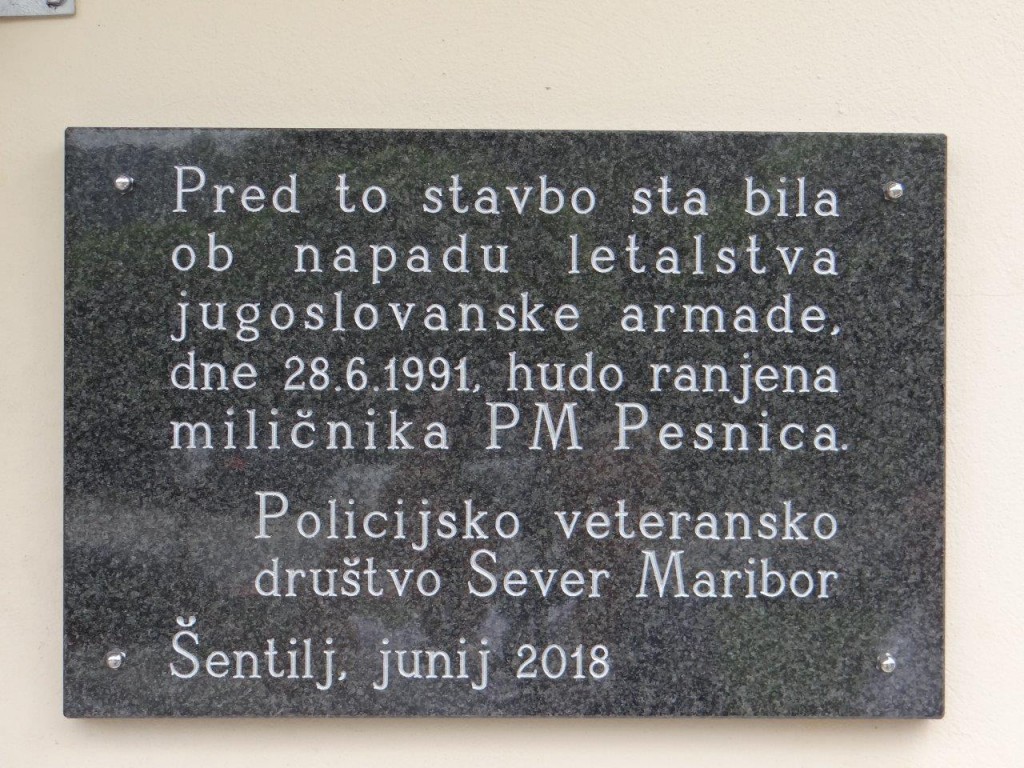 Pred to stavbo sta bila
ob napadu letalstva
jugoslovanske armade,
dne 28.6.1991, hudo ranjena
miličnika PM Pesnica.
Policijsko veteransko
društvo Sever Maribor
Šentilj, junij 2018